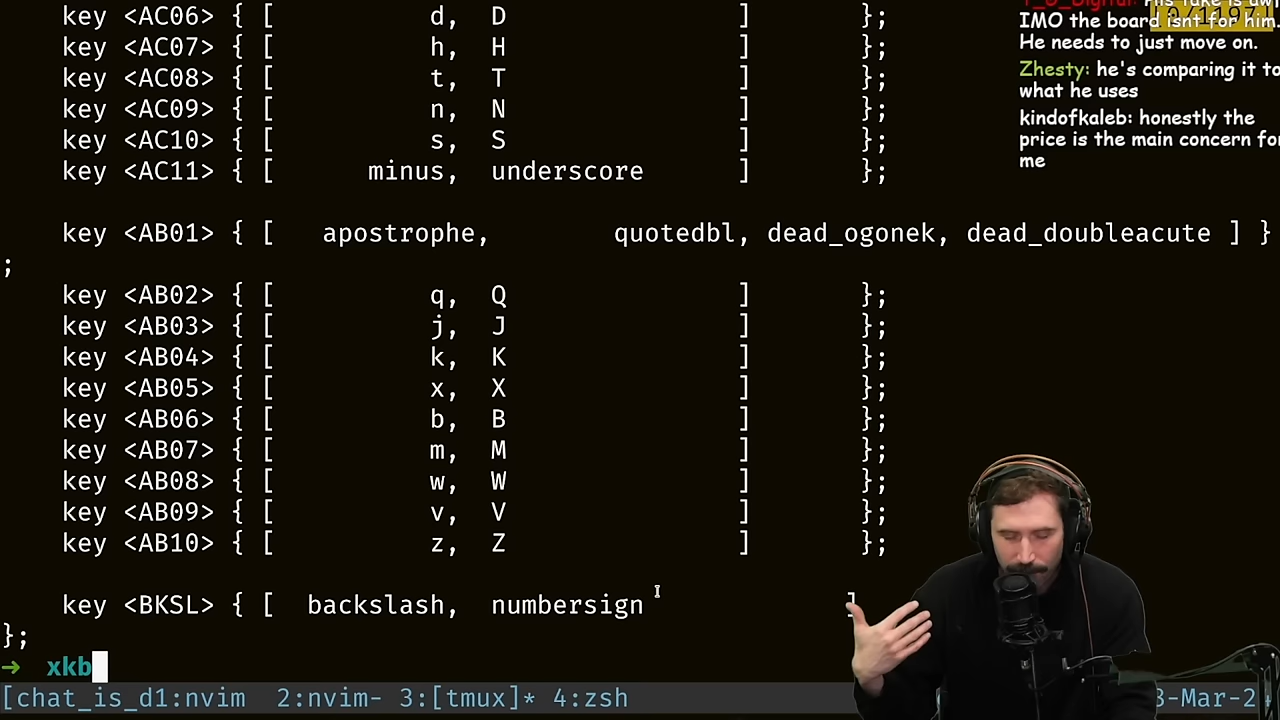 key <AC06> { [ d, D ] };
key <AC07> { [ h, H ] };
key <AC08> { [ t, T ] };
key <AC09> { [ n, N ] };
key <AC10> { [ s, S ] };
key <AC11> { [ minus, underscore ] };
key <AB01> { [ apostrophe, quotedbl, dead_ogonek, dead_doubleacute ] }
;
key <AB02> { [ q, Q ] };
key <AB03> { [ j, J ] };
key <AB04> { [ k, K ] };
key <AB05> { [ x, X ] };
key <AB06> { [ b, B ] };
key <AB07> { [ m, M ] };
key <AB08> { [ w, W ] };
key <AB09> { [ v, V ] };
key <AB10> { [ z, Z ] };
key <BKSL> { [ backslash, numbersign ]
};
→ xkb
[chat_is_d1:nvim 2:nvim- 3:[tmux]* 4:zsh
-Mar-2
IMO the board isnt for him.
He needs to just move on.
Zhesty: he's comparing it to
what he uses
kindofkaleb: honestly the
price is the main concern for
me